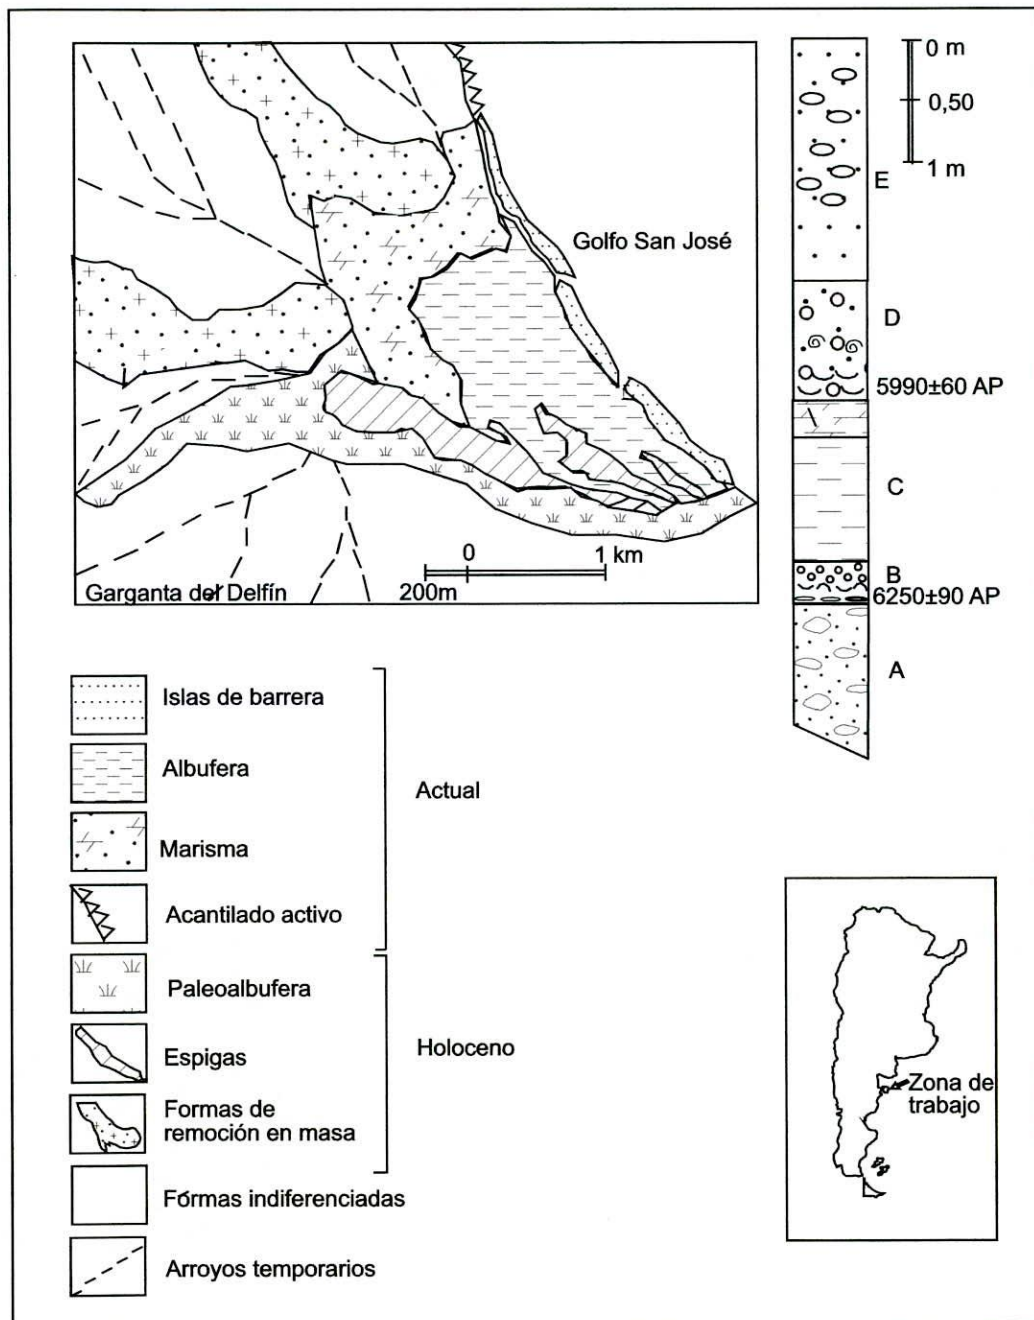 Golfo San José
Garganta del Delfín
0
1 km
200m
0 m
0,50
1 m
E
D
5990±60 AP
C
B
6250±90 AP
A
Islas de barrera
Albufera
Marisma
Acantilado activo
Actual
Paleoalbufera
Espigas
Formas de
remoción en masa
Holoceno
Formas indiferenciadas
Arroyos temporarios
Zona de
trabajo